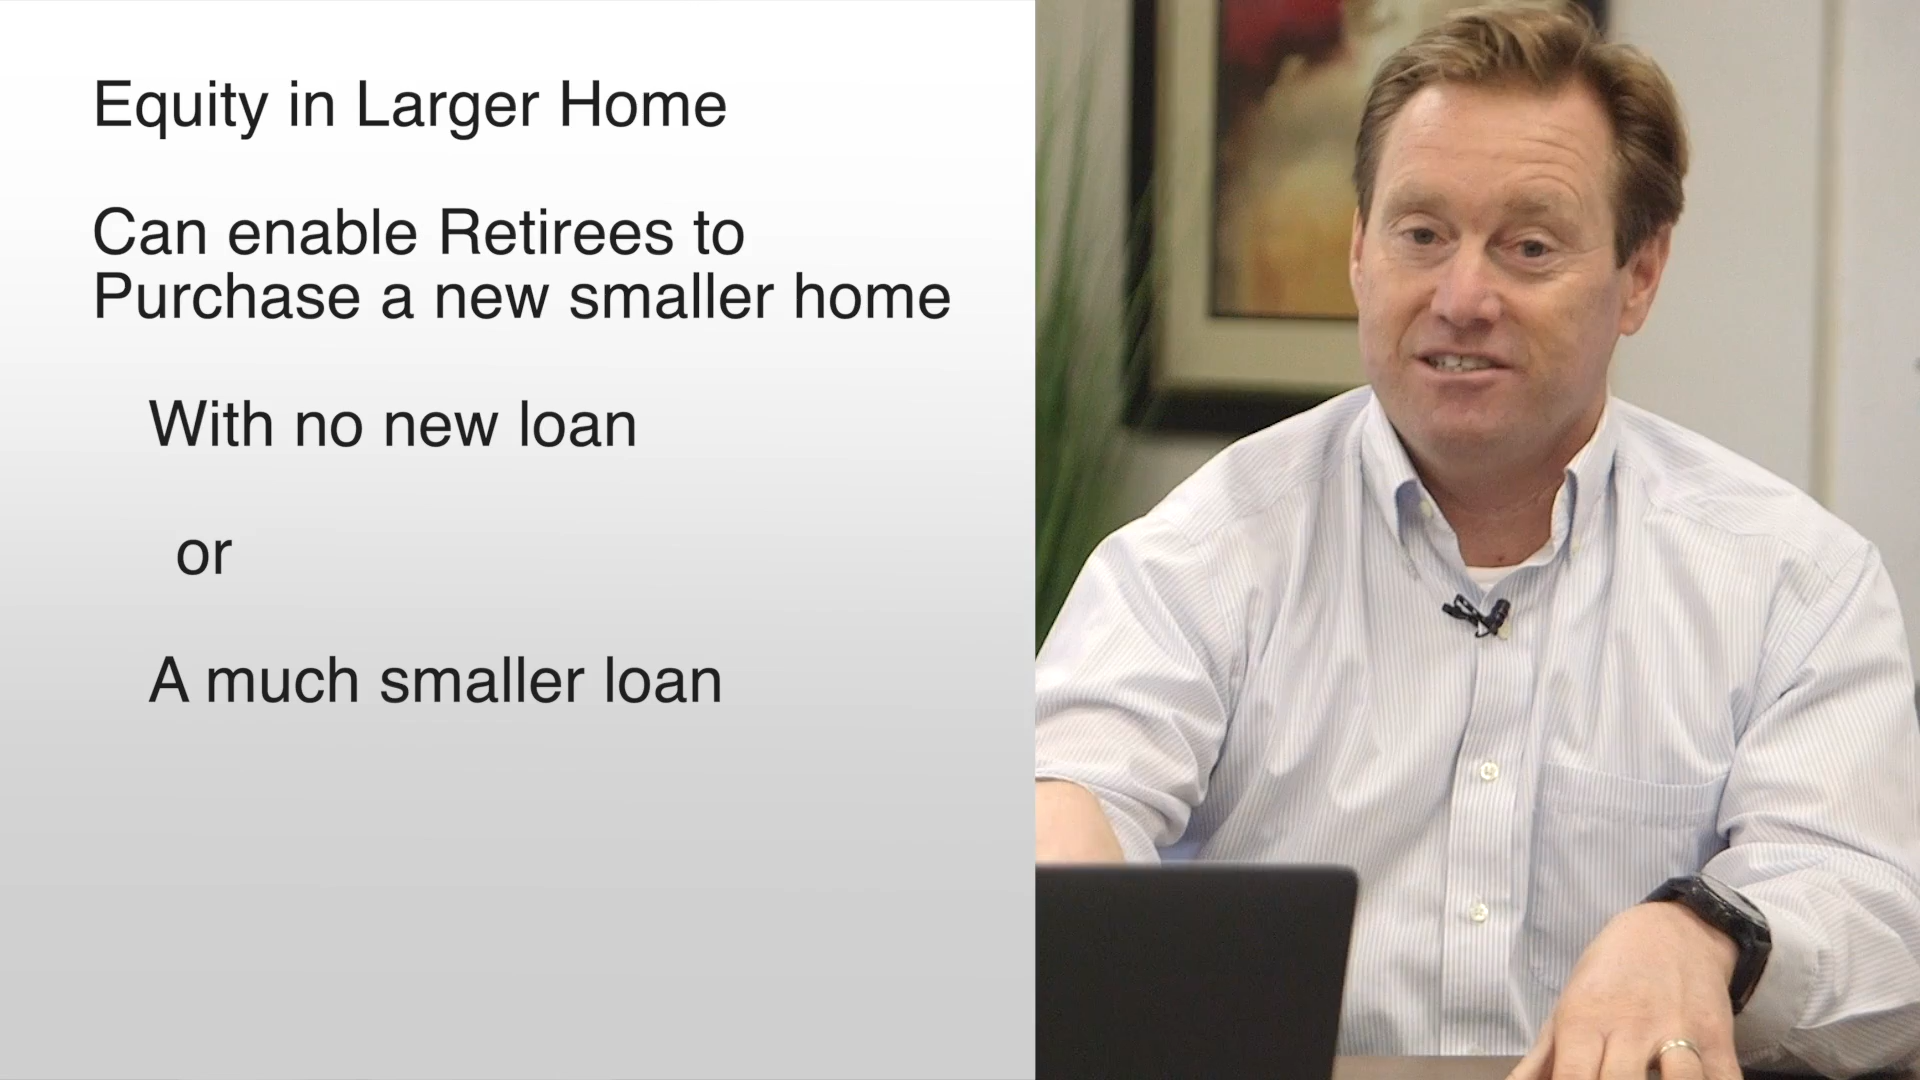 Equity in Larger Home
Can enable Retirees to
Purchase a new smaller home
With no new loan
or
A much smaller loan